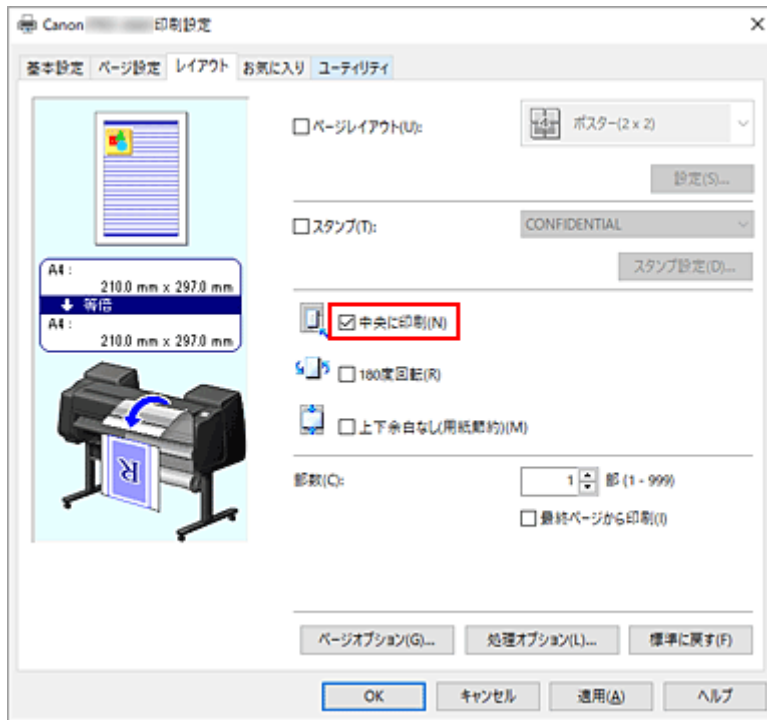 Canon 印刷設定
基本設定 ページ設定 レイアウト お気に入り ユーティリティ
ページレイアウト(U): ポスター(2 x 2)
設定(S)...
スタンプ(T): CONFIDENTIAL
スタンプ設定(D)...
A4 :
210.0 mm x 297.0 mm
等倍
A4 :
210.0 mm x 297.0 mm
中央に印刷(N)
180度回転(R)
上下余白なし(用紙節約)(M)
R
部数(C): 1 部 (1 - 999)
最終ページから印刷(I)
ページオプション(G)... 処理オプション(L)... 標準に戻す(F)
OK キャンセル 適用(A) ヘルプ